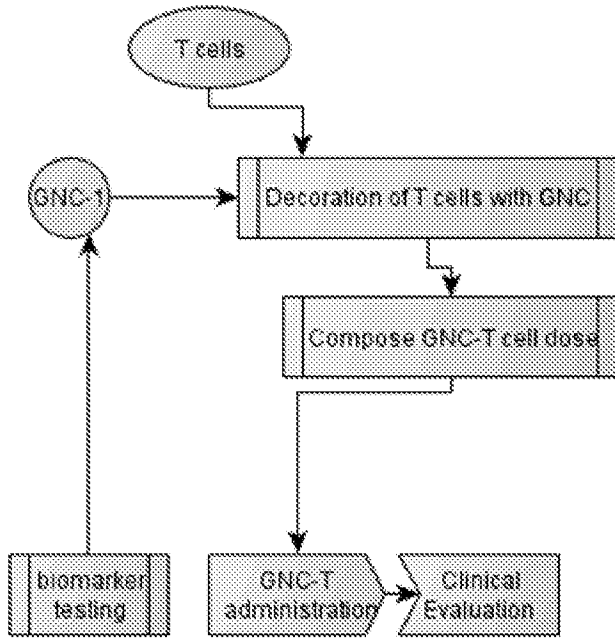 T cells
GNC-1
Decoration of T cells with GNC
Compose GNC-T cell dose
biomarker
testing
GNC-T
administration
Clinical
Evaluation